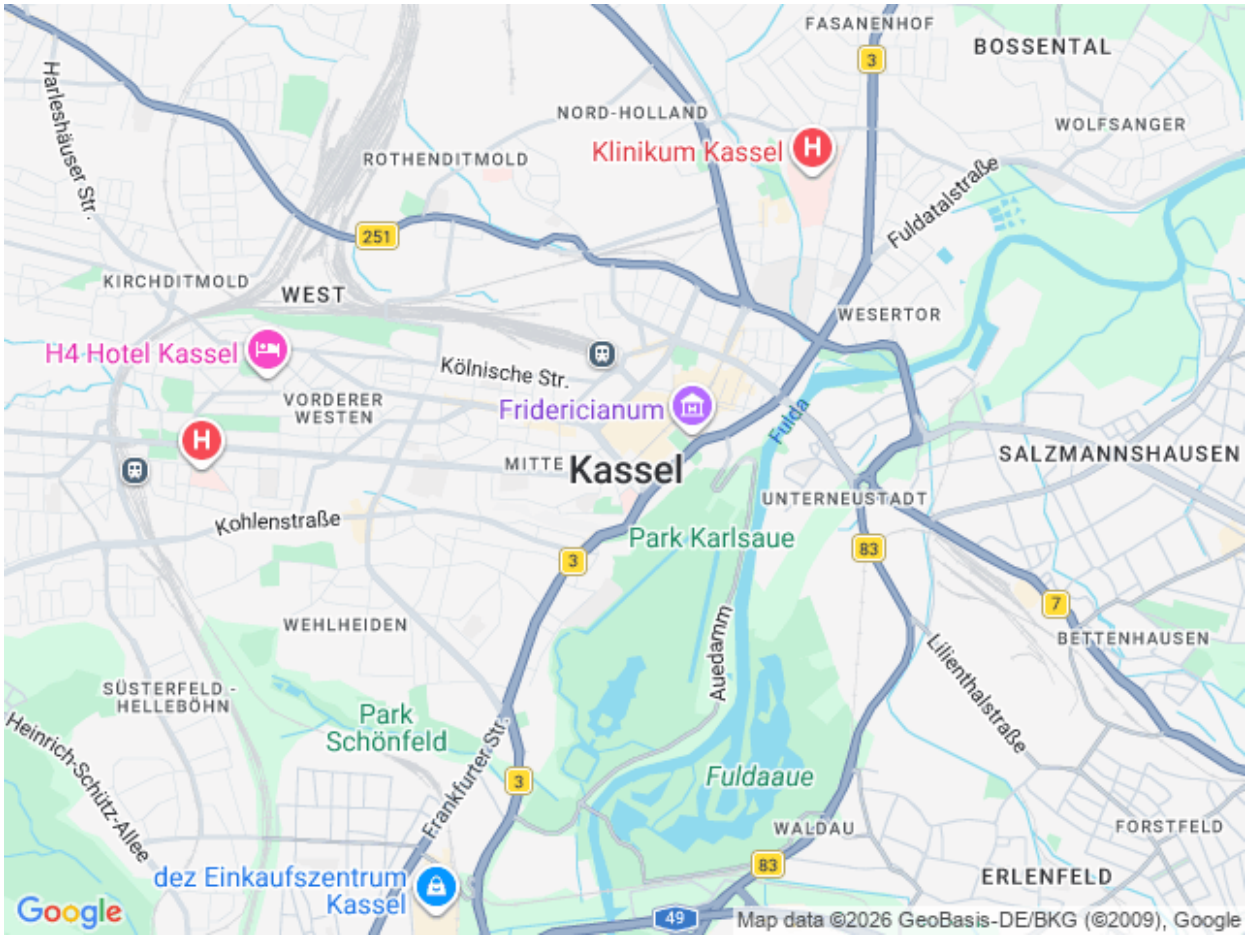 FASANENHOF
BOSSENTAL
3
Harleshäuser Str.
NORD-HOLLAND
WOLFSANGER
Klinikum Kassel
H
ROTHENDITMOLD
Fuldatalstraße
251
KIRCHDITMOLD
WEST
WESERTOR
H4 Hotel Kassel
Kölnische Str.
VORDERER
WESTEN
Fridericianum
Fulda
H
MITTE
Kassel
SALZMANNSHAUSEN
UNTERNEUSTADT
Kohlenstraße
Park Karlsaue
3
83
7
WEHLHEIDEN
Auedamm
BETTENHAUSEN
Lilienthalstraße
SÜSTERFELD -
HELLEBÖHN
Park
Schönfeld
Heinrich-Schütz-Allee
Frankfurter Str.
3
Fuldaaue
WALDAU
FORSTFELD
83
dez Einkaufszentrum
Kassel
ERLENFELD
Google
49
Map data ©2026 GeoBasis-DE/BKG (©2009), Google